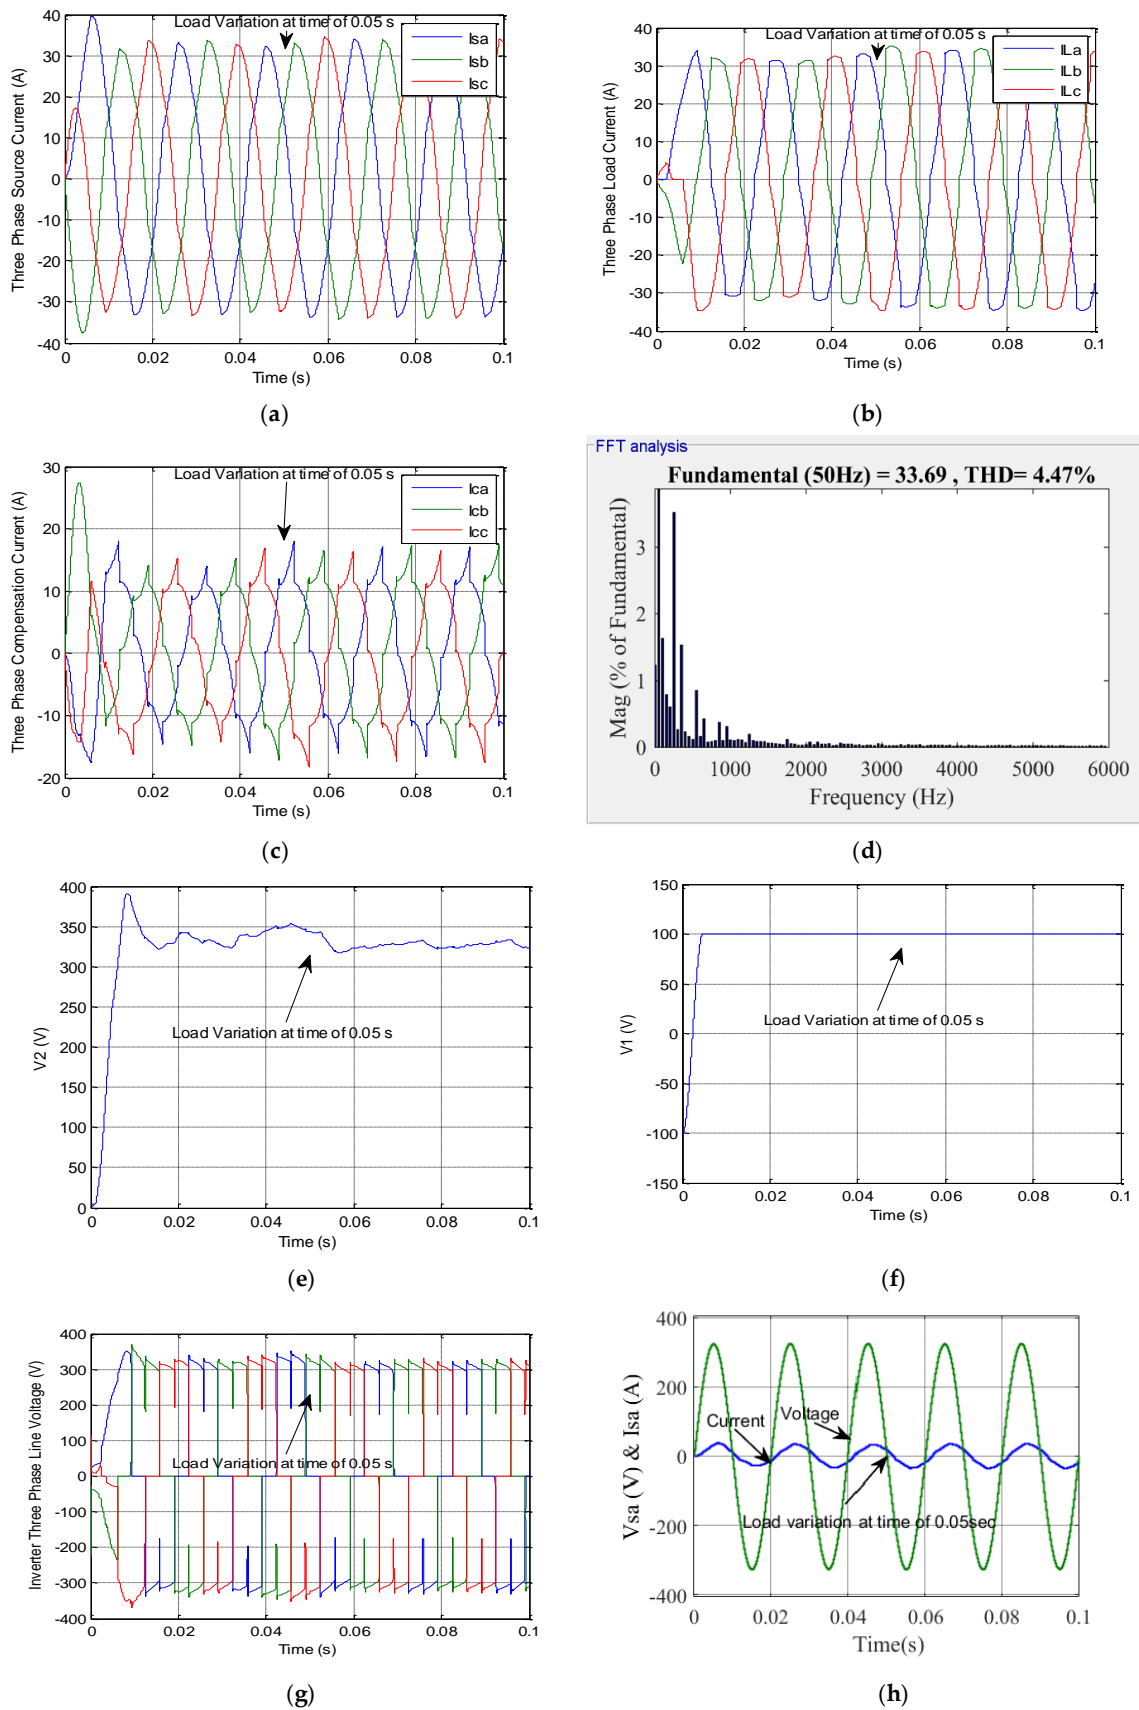 Load Variation at time of 0.05 s
Three Phase Source Current (A)
40
30
20
10
0
-10
-20
-30
-40
Isa
Isb
Isc
0 0.02 0.04 0.06 0.08 0.1
Time (s)
(a)
Load Variation at time of 0.05 s
Three Phase Load Current (A)
40
30
20
10
0
-10
-20
-30
-40
ILa
ILb
ILc
0 0.02 0.04 0.06 0.08 0.1
Time (s)
(b)
Load Variation at time of 0.05 s
Three Phase Compensation Current (A)
30
20
10
0
-10
-20
Ica
Icb
Icc
0 0.02 0.04 0.06 0.08 0.1
Time (s)
(c)
FFT analysis
Fundamental (50Hz) = 33.69 , THD= 4.47%
Mag (% of Fundamental)
3
2
1
0
0 1000 2000 3000 4000 5000 6000
Frequency (Hz)
(d)
V2 (V)
400
350
300
250
200
150
100
50
0
Load Variation at time of 0.05 s
0 0.02 0.04 0.06 0.08 0.1
Time (s)
(e)
V1 (V)
150
100
50
0
-50
-100
-150
Load Variation at time of 0.05 s
0 0.02 0.04 0.06 0.08 0.1
Time (s)
(f)
Inverter Three Phase Line Voltage (V)
400
300
200
100
0
-100
-200
-300
-400
Load Variation at time of 0.05 s
0 0.02 0.04 0.06 0.08 0.1
Time (s)
(g)
Vsa (V) & Isa (A)
400
200
0
-200
-400
Current
Voltage
Load variation at time of 0.05sec
0 0.02 0.04 0.06 0.08 0.1
Time(s)
(h)